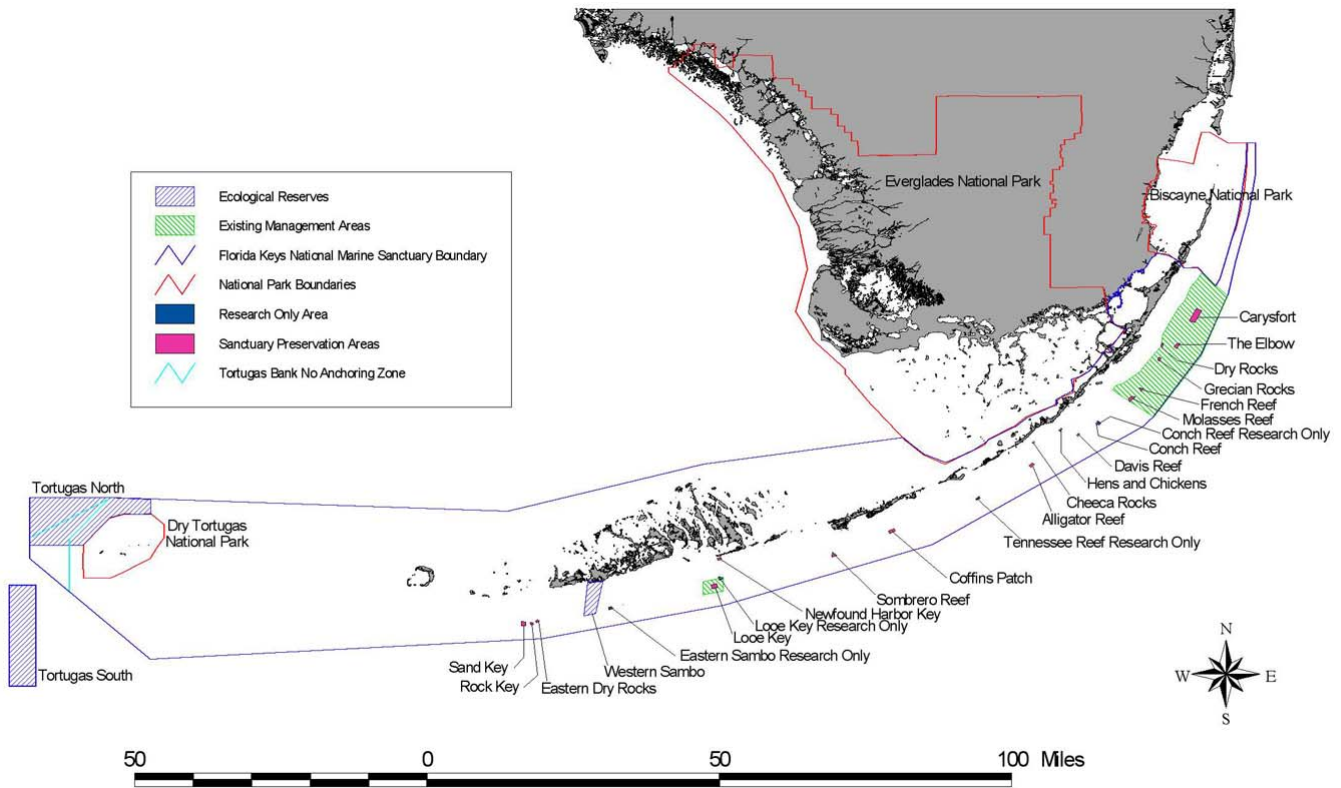 Everglades National Park
Biscayne National Park
Ecological Reserves
Existing Management Areas
Florida Keys National Marine Sanctuary Boundary
National Park Boundaries
Research Only Area
Sanctuary Preservation Areas
Tortugas Bank No Anchoring Zone
Carysfort
The Elbow
Dry Rocks
Grecian Rocks
French Reef
Molasses Reef
Conch Reef Research Only
Conch Reef
Davis Reef
Hens and Chickens
Cheeca Rocks
Alligator Reef
Tennessee Reef Research Only
Coffins Patch
Sombrero Reef
Newfound Harbor Key
Looe Key Research Only
Looe Key
Eastern Sambo Research Only
Western Sambo
Eastern Dry Rocks
Rock Key
Sand Key
Tortugas North
Dry Tortugas
National Park
Tortugas South
N
W E
S
50 0 50 100 Miles